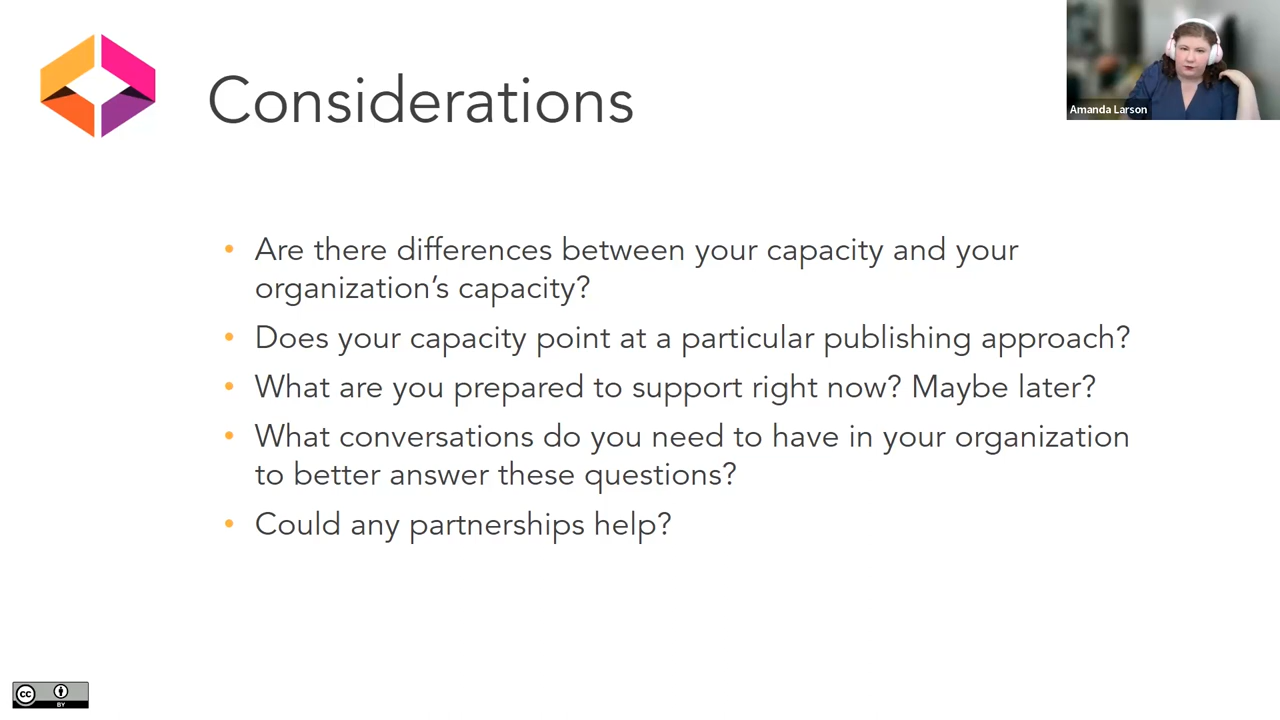 Considerations
Amanda Larson
• Are there differences between your capacity and your
organization’s capacity?
• Does your capacity point at a particular publishing approach?
• What are you prepared to support right now? Maybe later?
• What conversations do you need to have in your organization
to better answer these questions?
• Could any partnerships help?
cc
BY